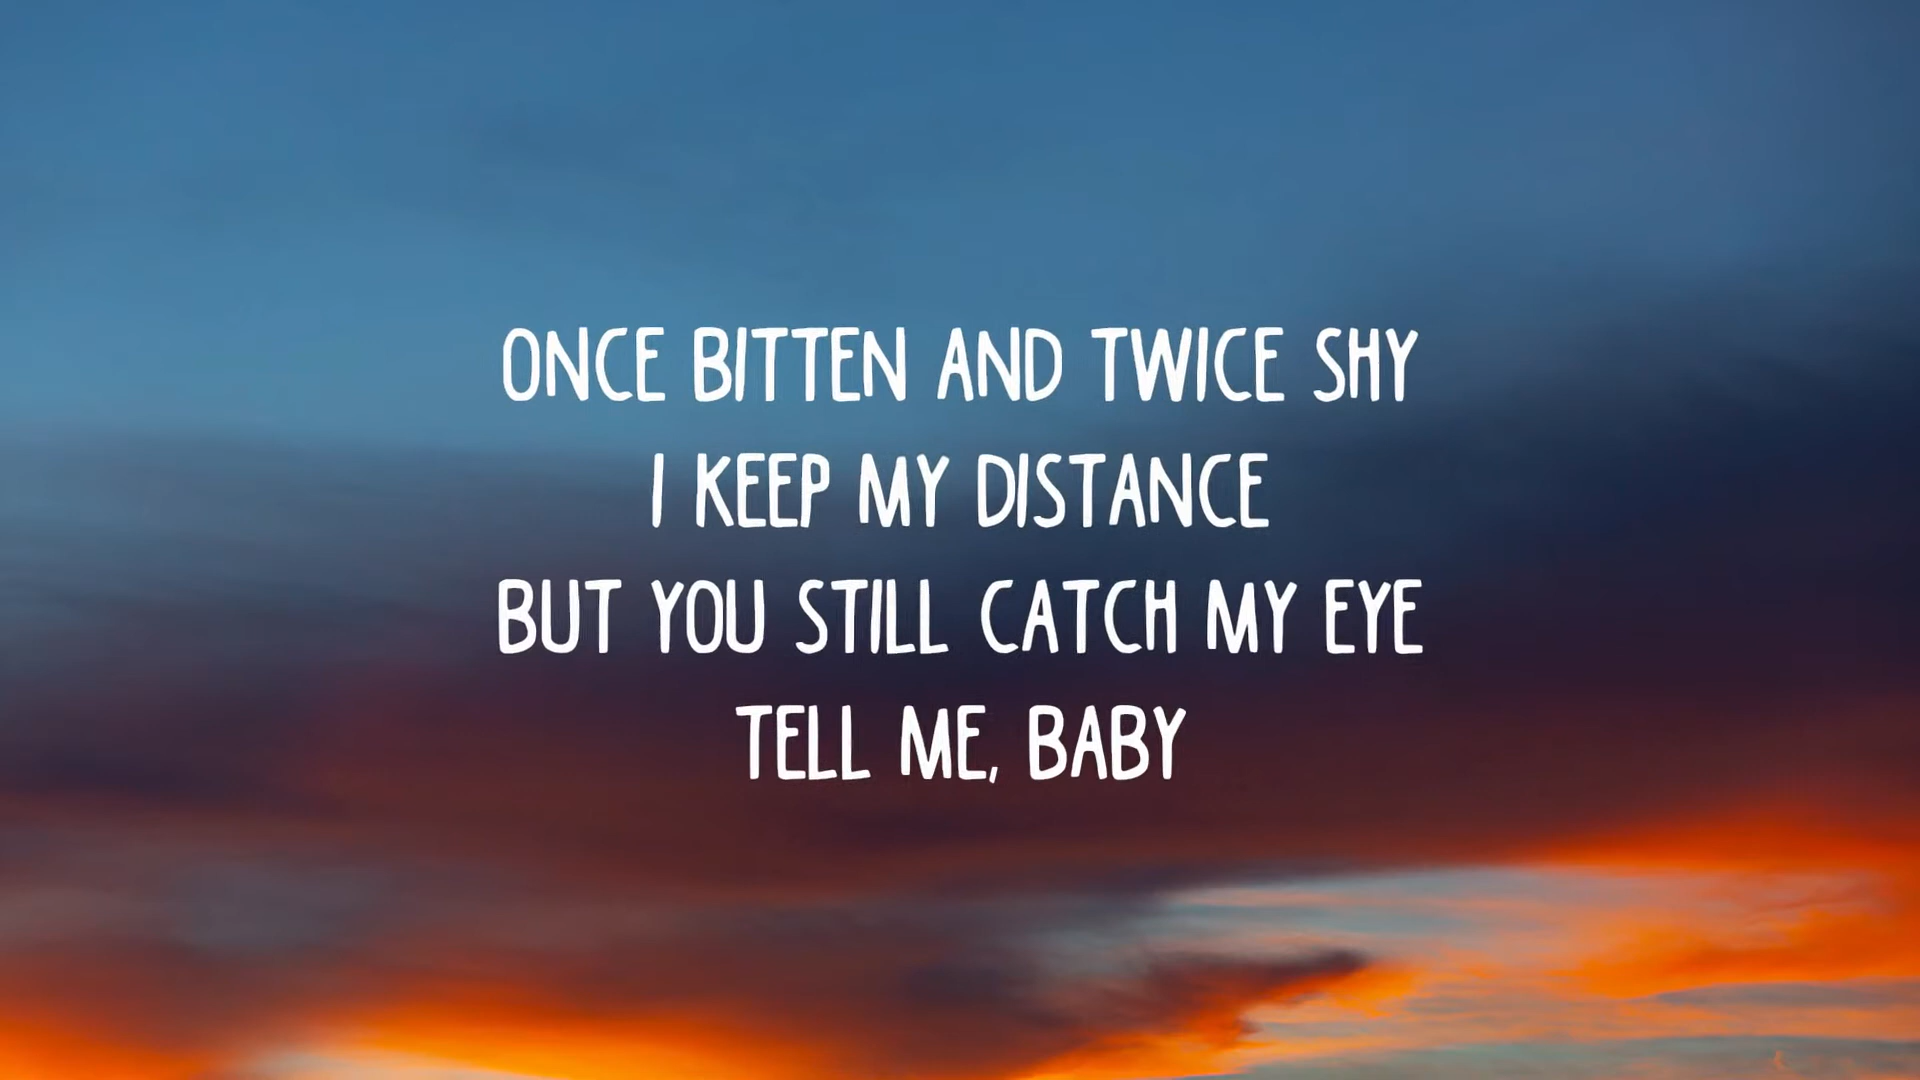 ONCE BITTEN AND TWICE SHY
I KEEP MY DISTANCE
BUT YOU STILL CATCH MY EYE
TELL ME, BABY